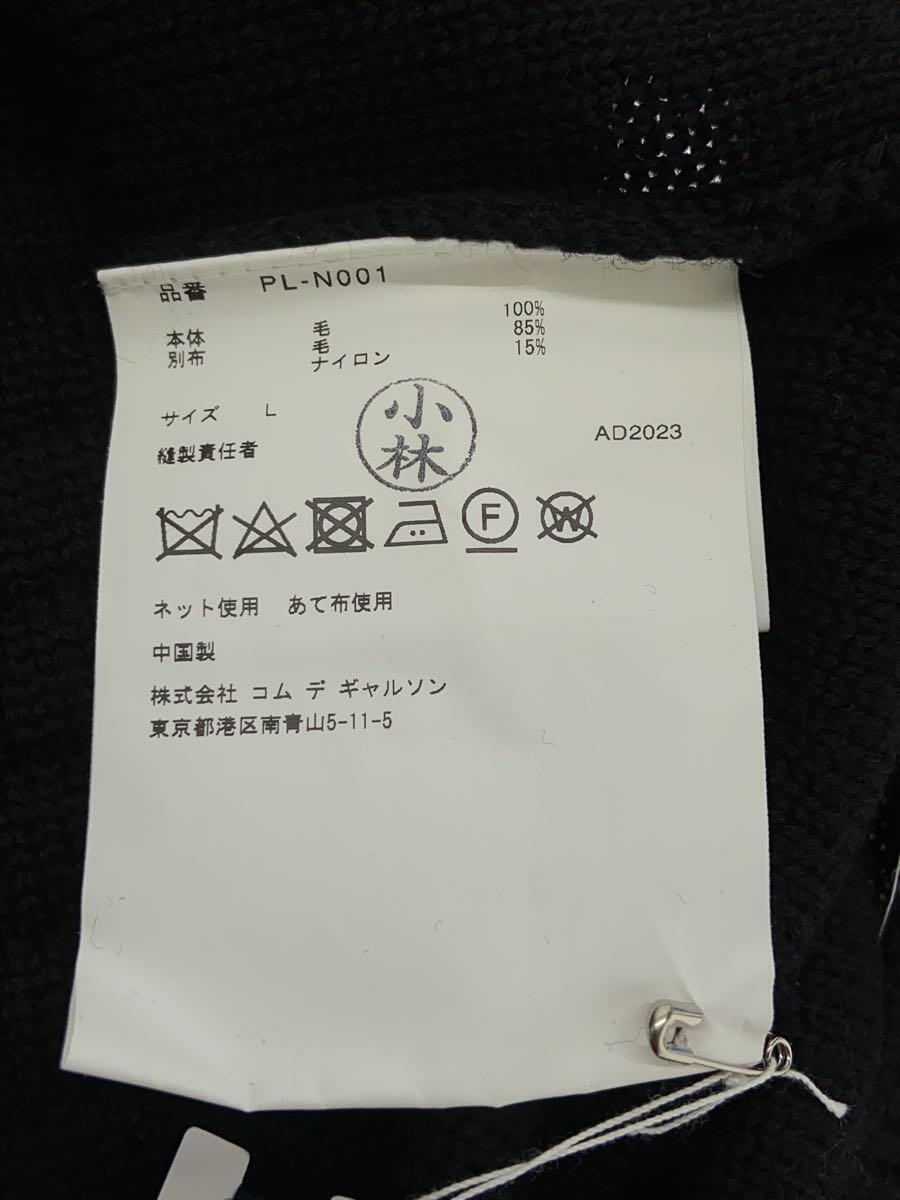 品番 PL-N001
本体 毛 100%
別布 毛 85%
ナイロン 15%
サイズ L
縫製責任者 小林
AD2023
F
W
ネット使用 あて布使用
中国製
株式会社 コム デ ギャルソン
東京都港区南青山5-11-5